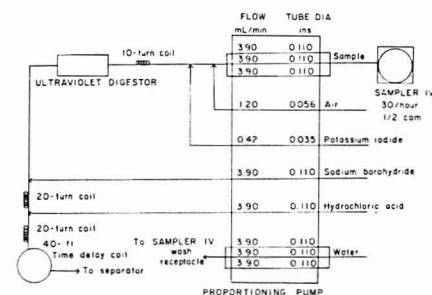 FLOW TUBE DIA
mL/min ins
10-turn coil
3.90 0.110
3.90 0.110 Sample
3.90 0.110
ULTRAVIOLET DIGESTOR
SAMPLER IV
30/hour
1/2 cam
1.20 0.056 Air
0.42 0.035 Potassium iodide
3.90 0.110 Sodium borohydride
20-turn coil
3.90 0.110 Hydrochloric acid
20-turn coil
40-ft
Time delay coil
To separator
To SAMPLER IV
wash
receptacle
3.90 0.110
3.90 0.110 Water
3.90 0.110
PROPORTIONING PUMP